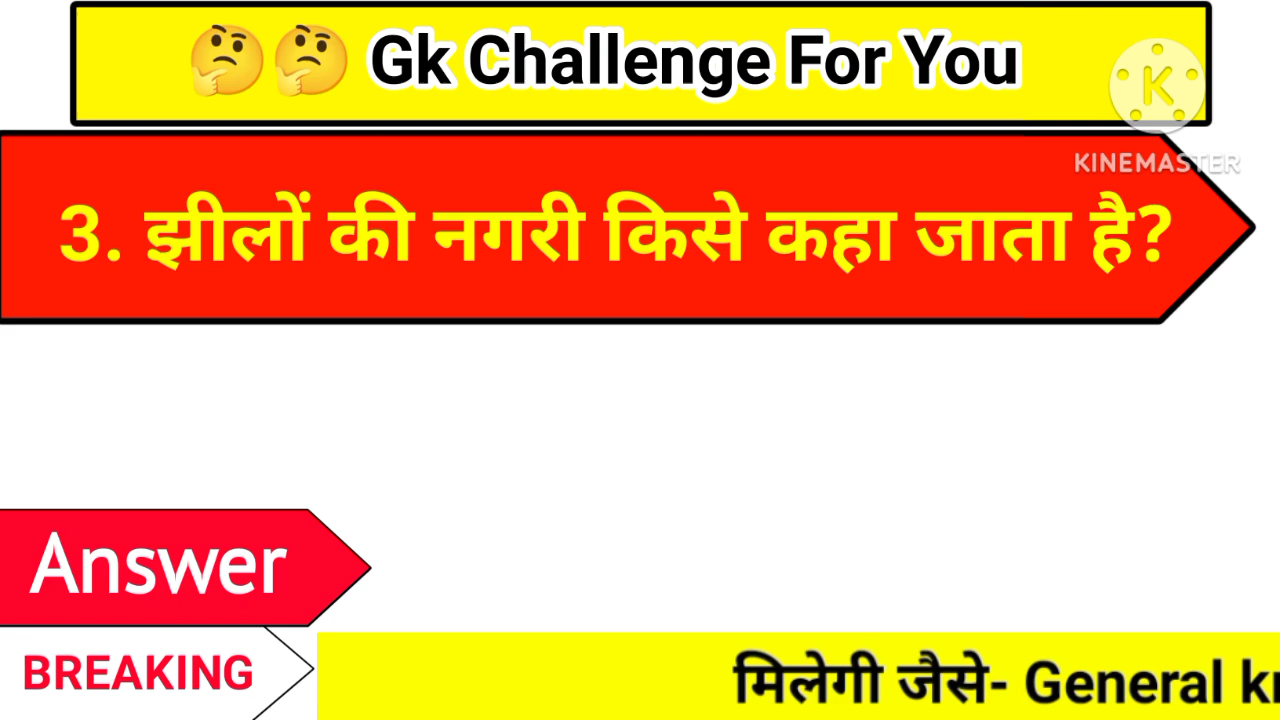 🤔🤔 Gk Challenge For You
K
KINEMASTER
3. झीलों की नगरी किसे कहा जाता है?
Answer
BREAKING
मिलेगी जैसे- General